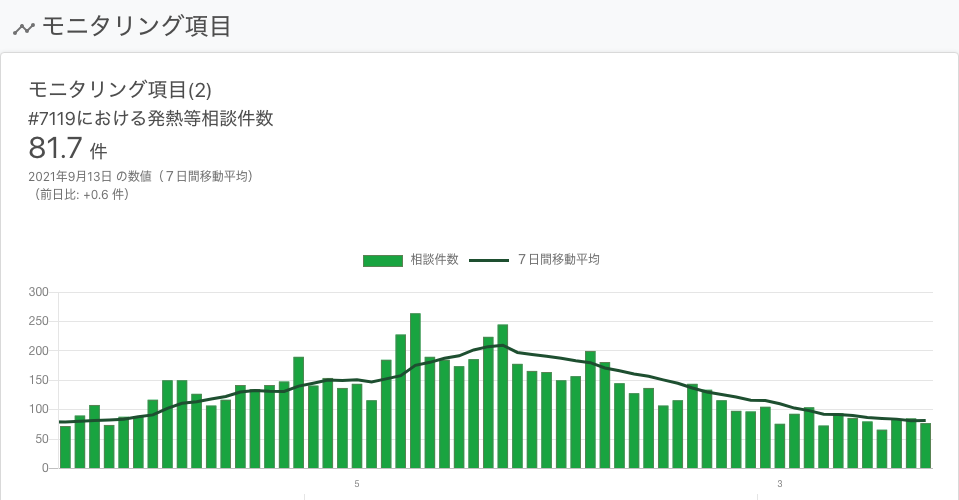 モニタリング項目
モニタリング項目(2)
#7119における発熱等相談件数
81.7 件
2021年9月13日 の数値（７日間移動平均）
（前日比: +0.6 件）
相談件数 ７日間移動平均
300
250
200
150
100
50
0
5 3